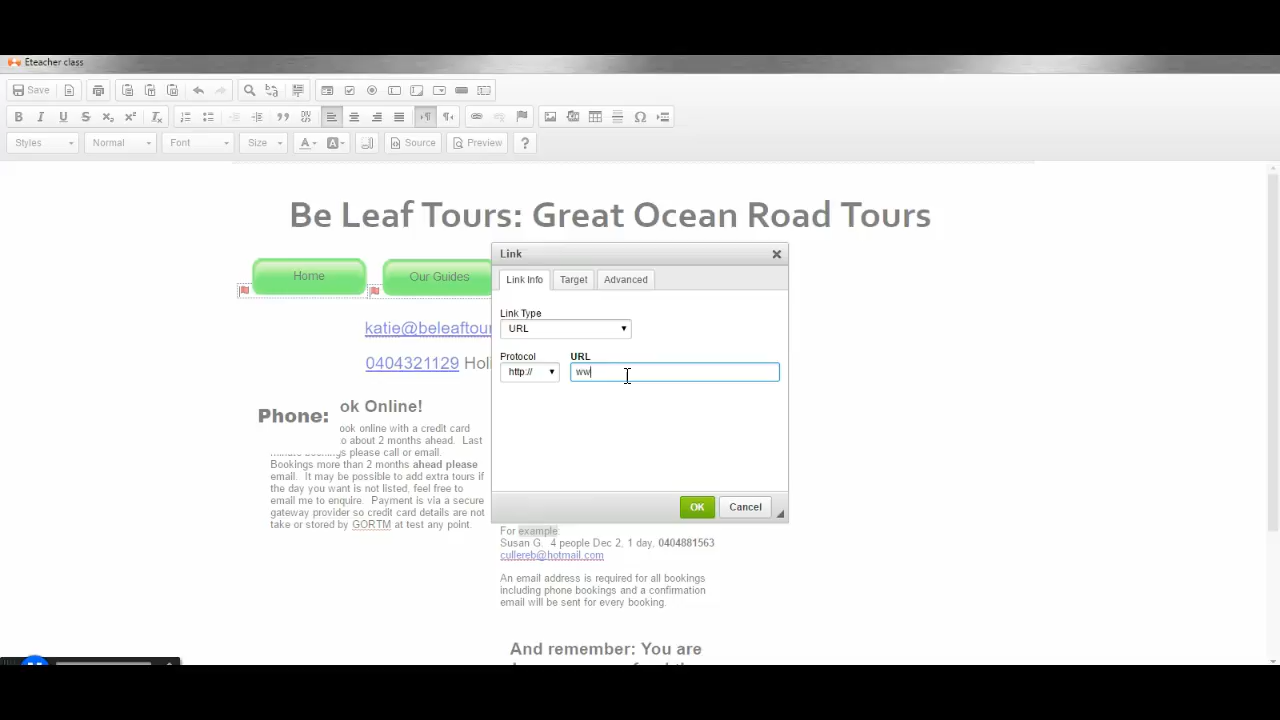 Eteacher class
Save
B I U S x₂ x² Tx
Styles Normal Font Size A A Source Preview ?
Be Leaf Tours: Great Ocean Road Tours
Home Our Guides
katie@beleaftour
0404321129 Holi
Phone:
ok Online!
ook online with a credit card
o about 2 months ahead. Last
minute bookings please call or email.
Bookings more than 2 months ahead please
email. It may be possible to add extra tours if
the day you want is not listed, feel free to
email me to enquire. Payment is via a secure
gateway provider so credit card details are not
take or stored by GORTM at test any point.
Link
Link Info Target Advanced
Link Type
URL
Protocol URL
http:// ww
OK Cancel
For example
Susan G. 4 people Dec 2, 1 day, 0404881563
cullereb@hotmail.com
An email address is required for all bookings
including phone bookings and a confirmation
email will be sent for every booking.
And remember: You are